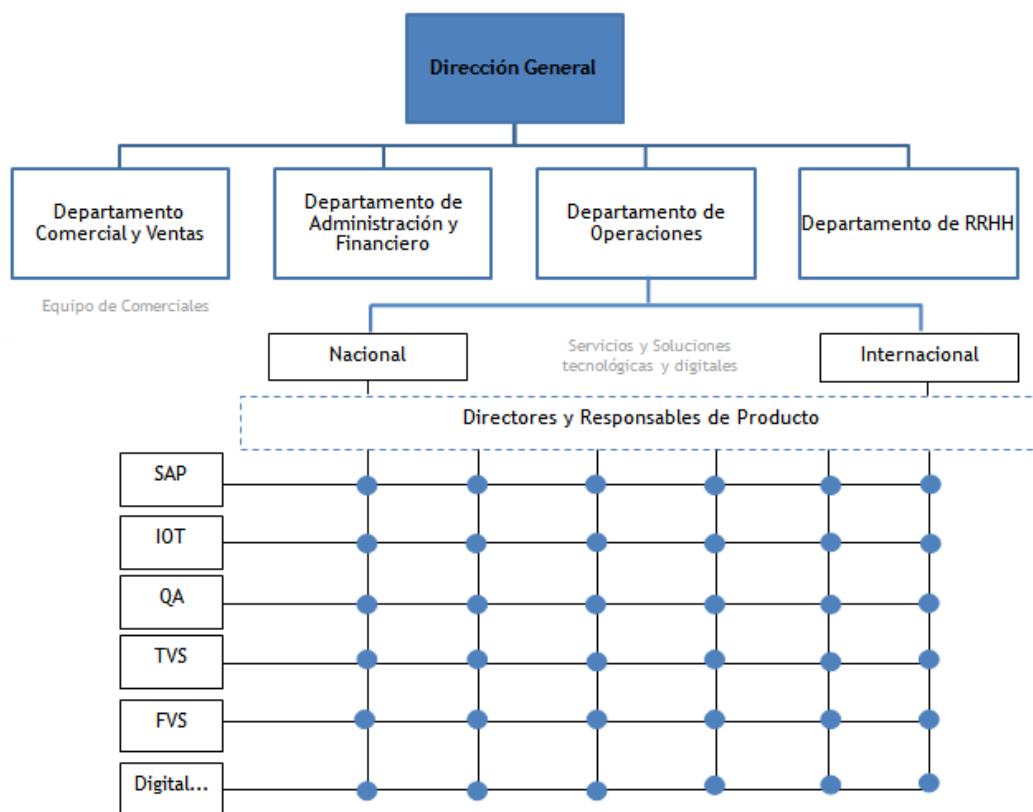 Dirección General
Departamento
Comercial y Ventas
Departamento de
Administración y
Financiero
Departamento de
Operaciones
Departamento de RRHH
Equipo de Comerciales
Nacional
Servicios y Soluciones
tecnológicas y digitales
Internacional
Directores y Responsables de Producto
SAP
IOT
QA
TVS
FVS
Digital...